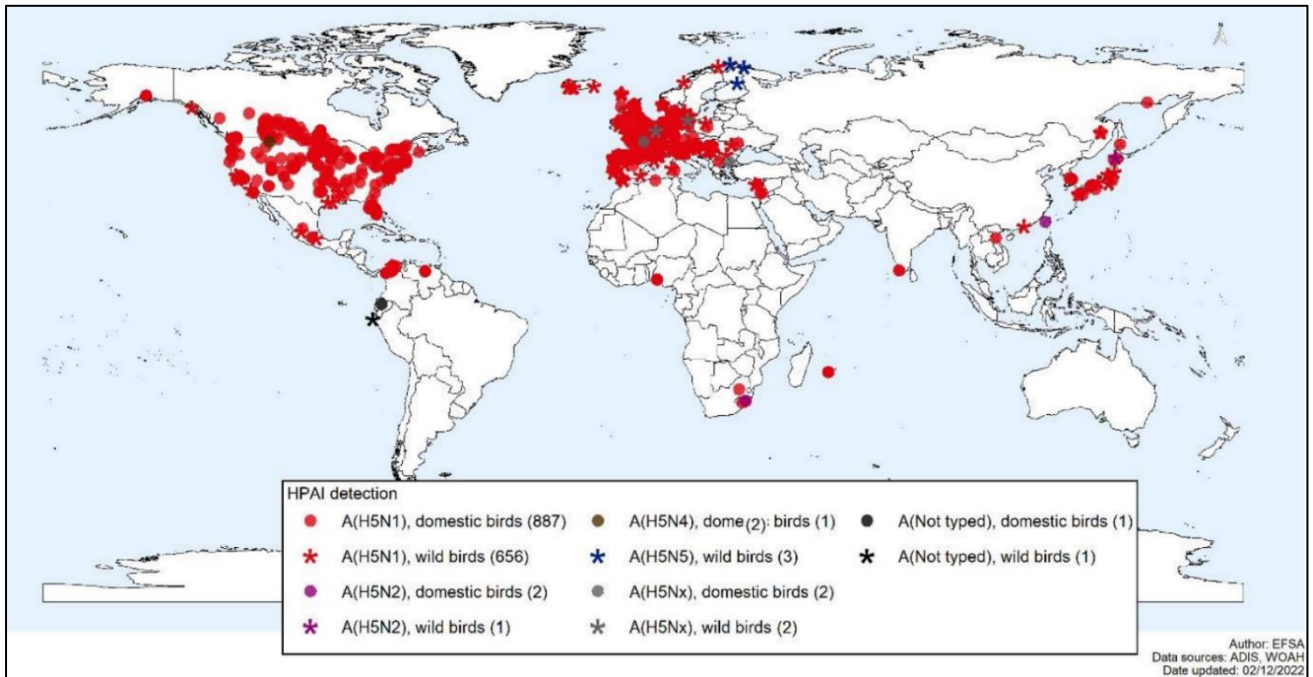 HPAI detection
A(H5N1), domestic birds (887)
A(H5N1), wild birds (656)
A(H5N2), domestic birds (2)
A(H5N2), wild birds (1)
A(H5N4), dome(2): birds (1)
A(H5N5), wild birds (3)
A(H5Nx), domestic birds (2)
A(H5Nx), wild birds (2)
A(Not typed), domestic birds (1)
A(Not typed), wild birds (1)
Author: EFSA
Data sources: ADIS, WOAH
Date updated: 02/12/2022